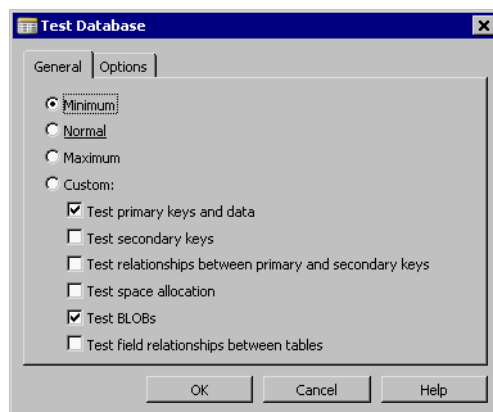 Test Database
General
Options
Minimum
Normal
Maximum
Custom:
Test primary keys and data
Test secondary keys
Test relationships between primary and secondary keys
Test space allocation
Test BLOBs
Test field relationships between tables
OK
Cancel
Help